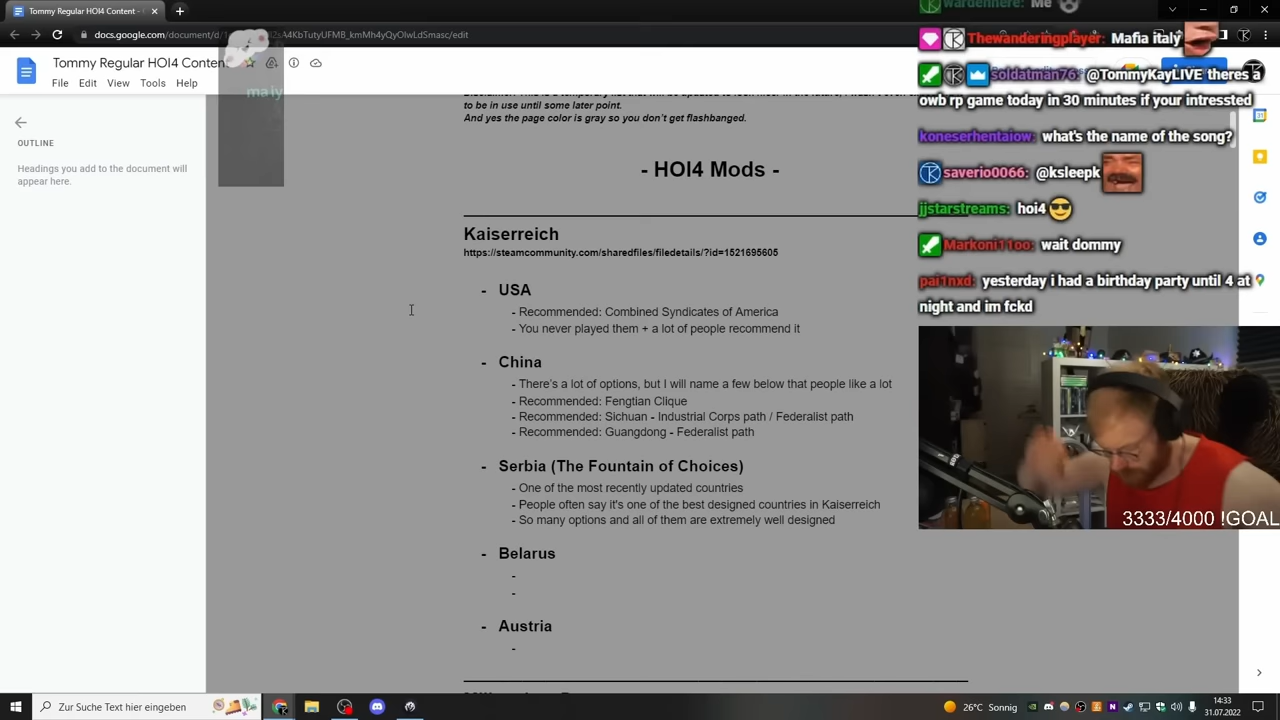 Tommy Regular HOI4 Content -
docs.google.com/document/d/
A4KbTutyUFMB_kmMh4yQyOlwLdSmasc/edit
Tommy Regular HOI4 Conten
File Edit View Tools Help
ma iy
OUTLINE
Headings you add to the document will
appear here.
to be in use until some later point.
And yes the page color is gray so you don't get flashbanged.
- HOI4 Mods -
Kaiserreich
https://steamcommunity.com/sharedfiles/filedetails/?id=1521695605
- USA
- Recommended: Combined Syndicates of America
- You never played them + a lot of people recommend it
- China
- There's a lot of options, but I will name a few below that people like a lot
- Recommended: Fengtian Clique
- Recommended: Sichuan - Industrial Corps path / Federalist path
- Recommended: Guangdong - Federalist path
- Serbia (The Fountain of Choices)
- One of the most recently updated countries
- People often say it's one of the best designed countries in Kaiserreich
- So many options and all of them are extremely well designed
- Belarus
-
-
- Austria
-
wardenhere: Me
Thewanderingplayer: Mafia italy
soldatman76: @TommyKayLIVE theres a
owb rp game today in 30 minutes if your intressted
koneserhentaiow: what's the name of the song?
saverio0066: @ksleepk
jjstarstreams: hoi4
Markoni11oo: wait dommy
pai1nxd: yesterday i had a birthday party until 4 at
night and im fckd
3333/4000 !GOAL
Zur Suche Text hier eingeben
26°C Sonnig
14:33
31.07.2022